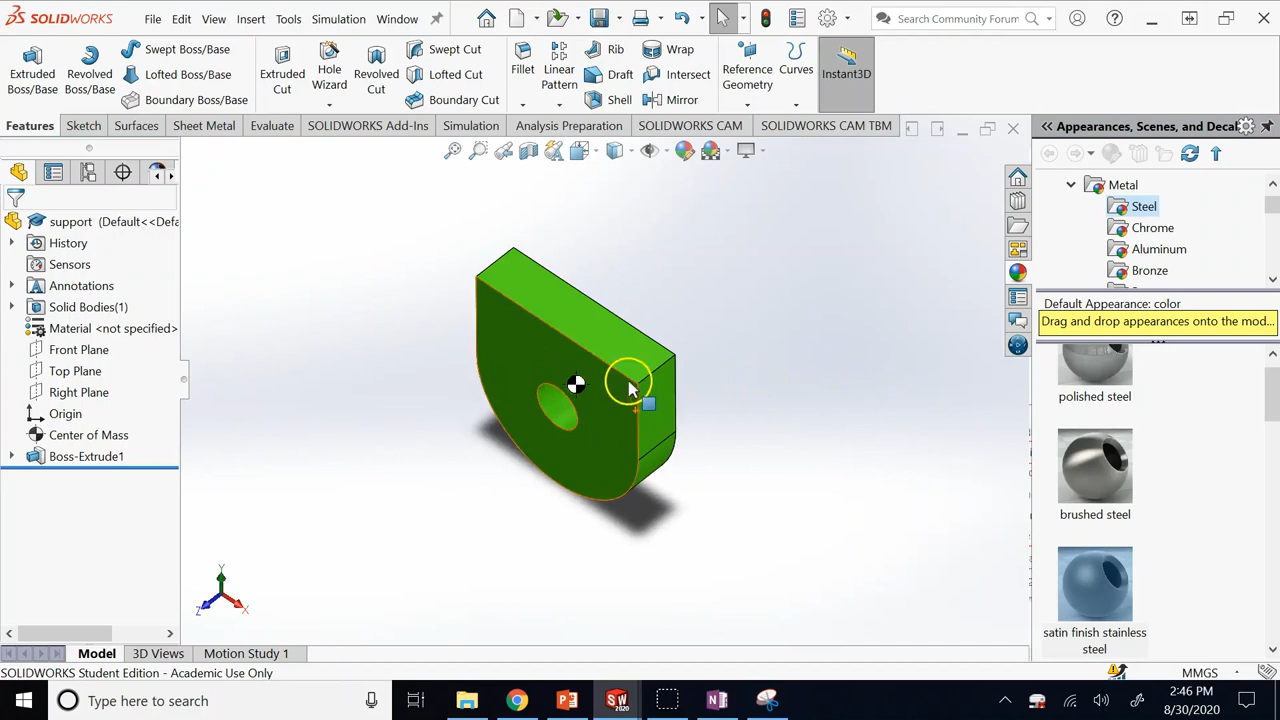 SOLIDWORKS File Edit View Insert Tools Simulation Window Search Community Forum
Extruded Boss/Base
Revolved Boss/Base
Swept Boss/Base
Lofted Boss/Base
Boundary Boss/Base
Extruded Cut
Hole Wizard
Revolved Cut
Swept Cut
Lofted Cut
Boundary Cut
Fillet
Linear Pattern
Rib
Draft
Shell
Wrap
Intersect
Mirror
Reference Geometry
Curves
Instant3D
Features Sketch Surfaces Sheet Metal Evaluate SOLIDWORKS Add-Ins Simulation Analysis Preparation SOLIDWORKS CAM SOLIDWORKS CAM TBM
support (Default<<Defa
History
Sensors
Annotations
Solid Bodies(1)
Material <not specified>
Front Plane
Top Plane
Right Plane
Origin
Center of Mass
Boss-Extrude1
Y
Z
X
Appearances, Scenes, and Decal
Metal
Steel
Chrome
Aluminum
Bronze
Default Appearance: color
Drag and drop appearances onto the mod...
polished steel
brushed steel
satin finish stainless
steel
Model 3D Views Motion Study 1
SOLIDWORKS Student Edition - Academic Use Only
MMGS
Type here to search
SW
2020
2:46 PM
8/30/2020